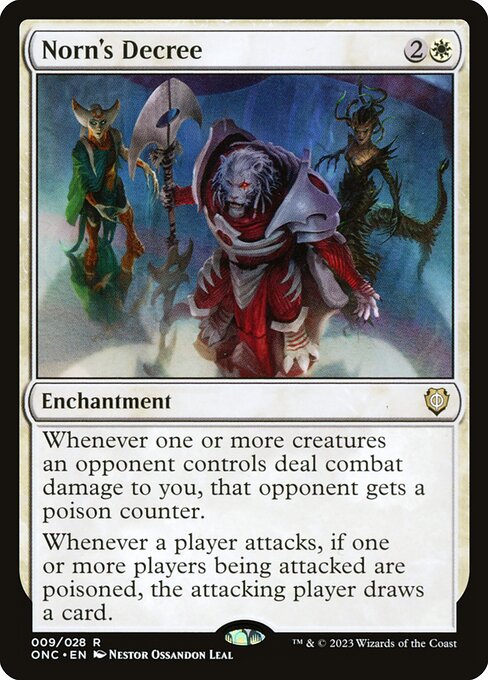 Norn's Decree 2
Enchantment
Whenever one or more creatures
an opponent controls deal combat
damage to you, that opponent gets a
poison counter.
Whenever a player attacks, if one
or more players being attacked are
poisoned, the attacking player draws
a card.
009/028 R
ONC • EN Nestor Ossandon Leal
™ & © 2023 Wizards of the Coast